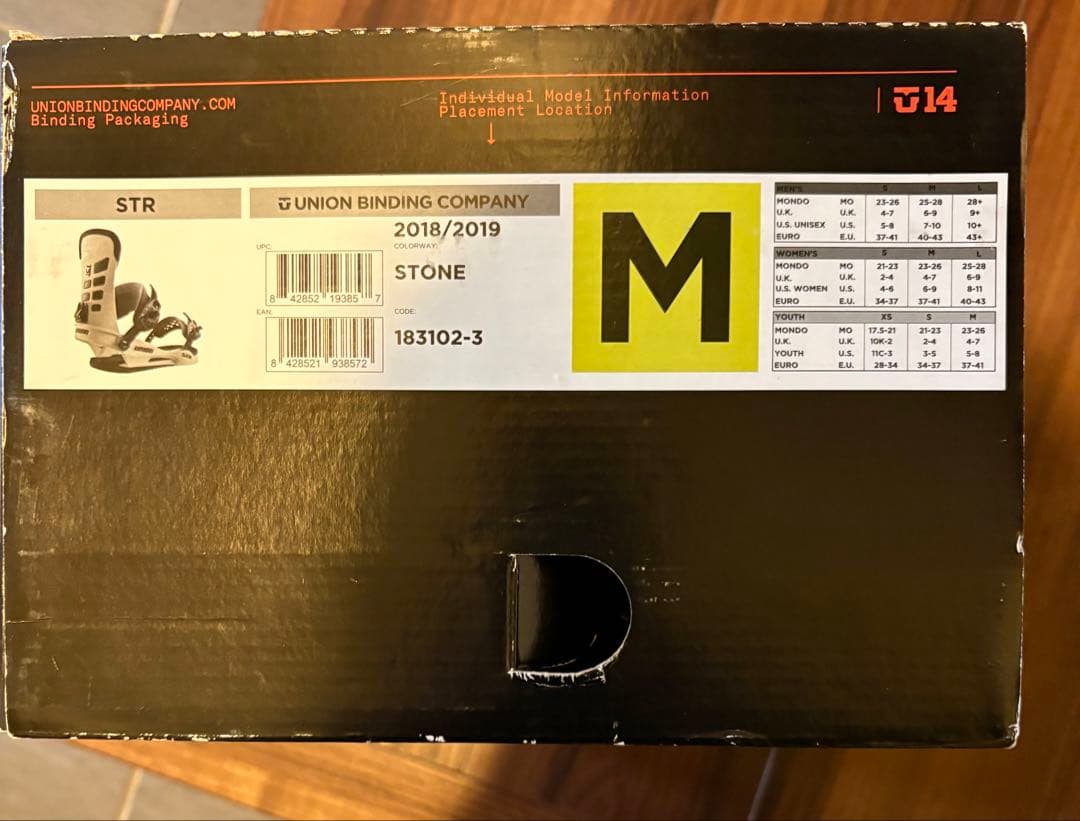 UNIONBINDINGCOMPANY.COM
Binding Packaging
Individual Model Information
Placement Location
14
STR
UNION BINDING COMPANY
2018/2019
UPC:
COLORWAY:
STONE
8 42852 19385 7
EAN:
CODE:
183102-3
8 428521 938572
M
MEN'S S M L
MONDO MO 23-26 25-28 28+
U.K. U.K. 4-7 6-9 9+
U.S. UNISEX U.S. 5-8 7-10 10+
EURO E.U. 37-41 40-43 43+
WOMEN'S S M L
MONDO MO 21-23 23-26 25-28
U.K. U.K. 2-4 4-7 6-9
U.S. WOMEN U.S. 4-6 6-9 8-11
EURO E.U. 34-37 37-41 40-43
YOUTH XS S M
MONDO MO 17.5-21 21-23 23-26
U.K. U.K. 10K-2 2-4 4-7
YOUTH U.S. 11C-3 3-5 5-8
EURO E.U. 28-34 34-37 37-41